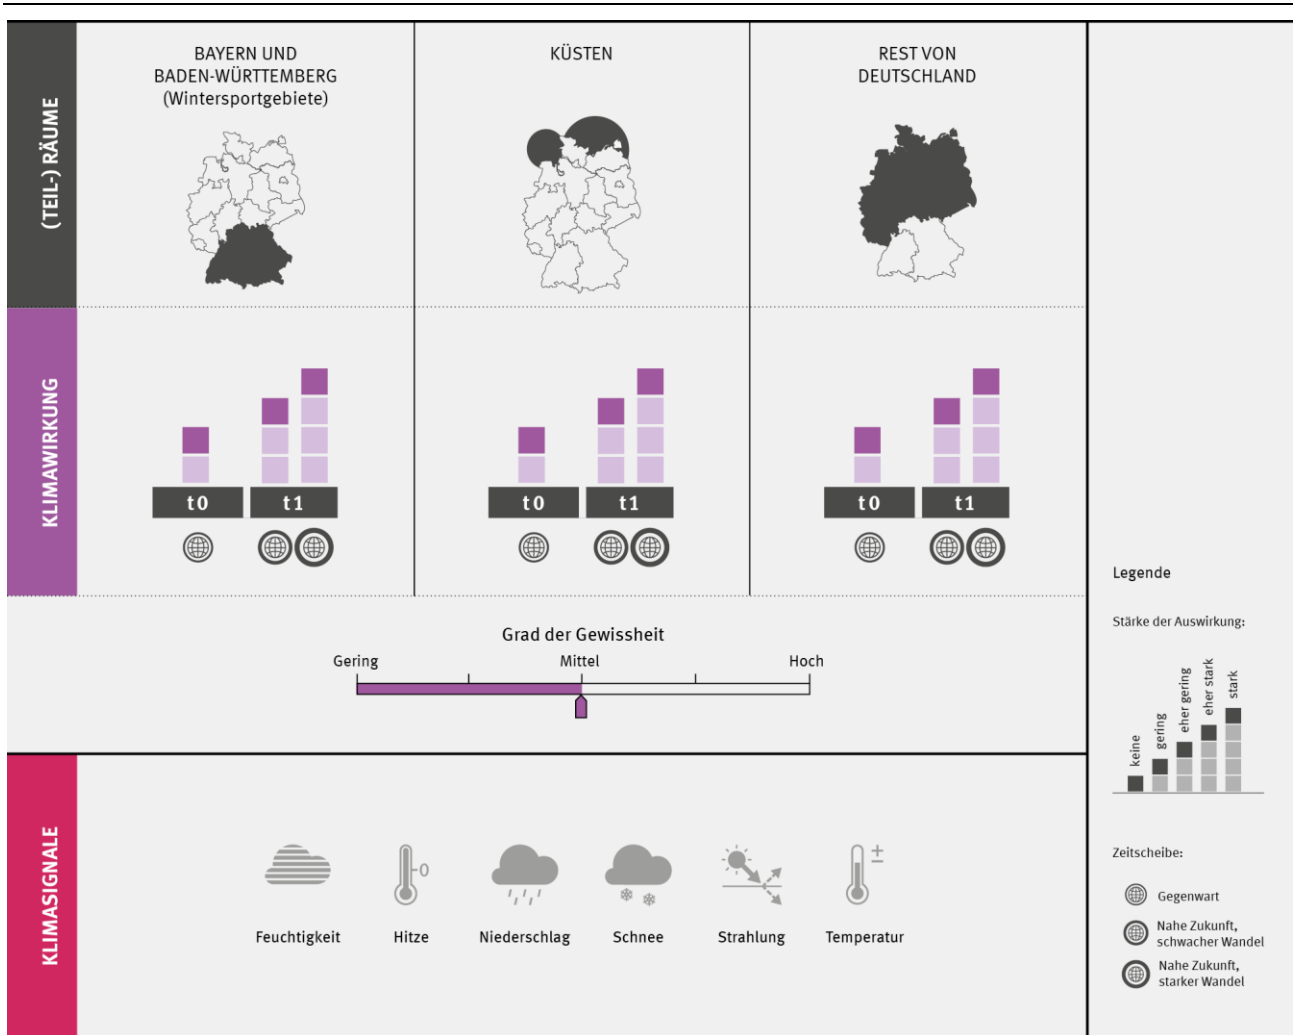 (TEIL-) RÄUME
BAYERN UND
BADEN-WÜRTTEMBERG
(Wintersportgebiete)
KÜSTEN
REST VON
DEUTSCHLAND
KLIMAWIRKUNG
t0
t1
t0
t1
t0
t1
Grad der Gewissheit
Gering
Mittel
Hoch
KLIMASIGNALE
-0
±
Feuchtigkeit
Hitze
Niederschlag
Schnee
Strahlung
Temperatur
Legende
Stärke der Auswirkung:
keine
gering
eher gering
eher stark
stark
Zeitscheibe:
Gegenwart
Nahe Zukunft,
schwacher Wandel
Nahe Zukunft,
starker Wandel